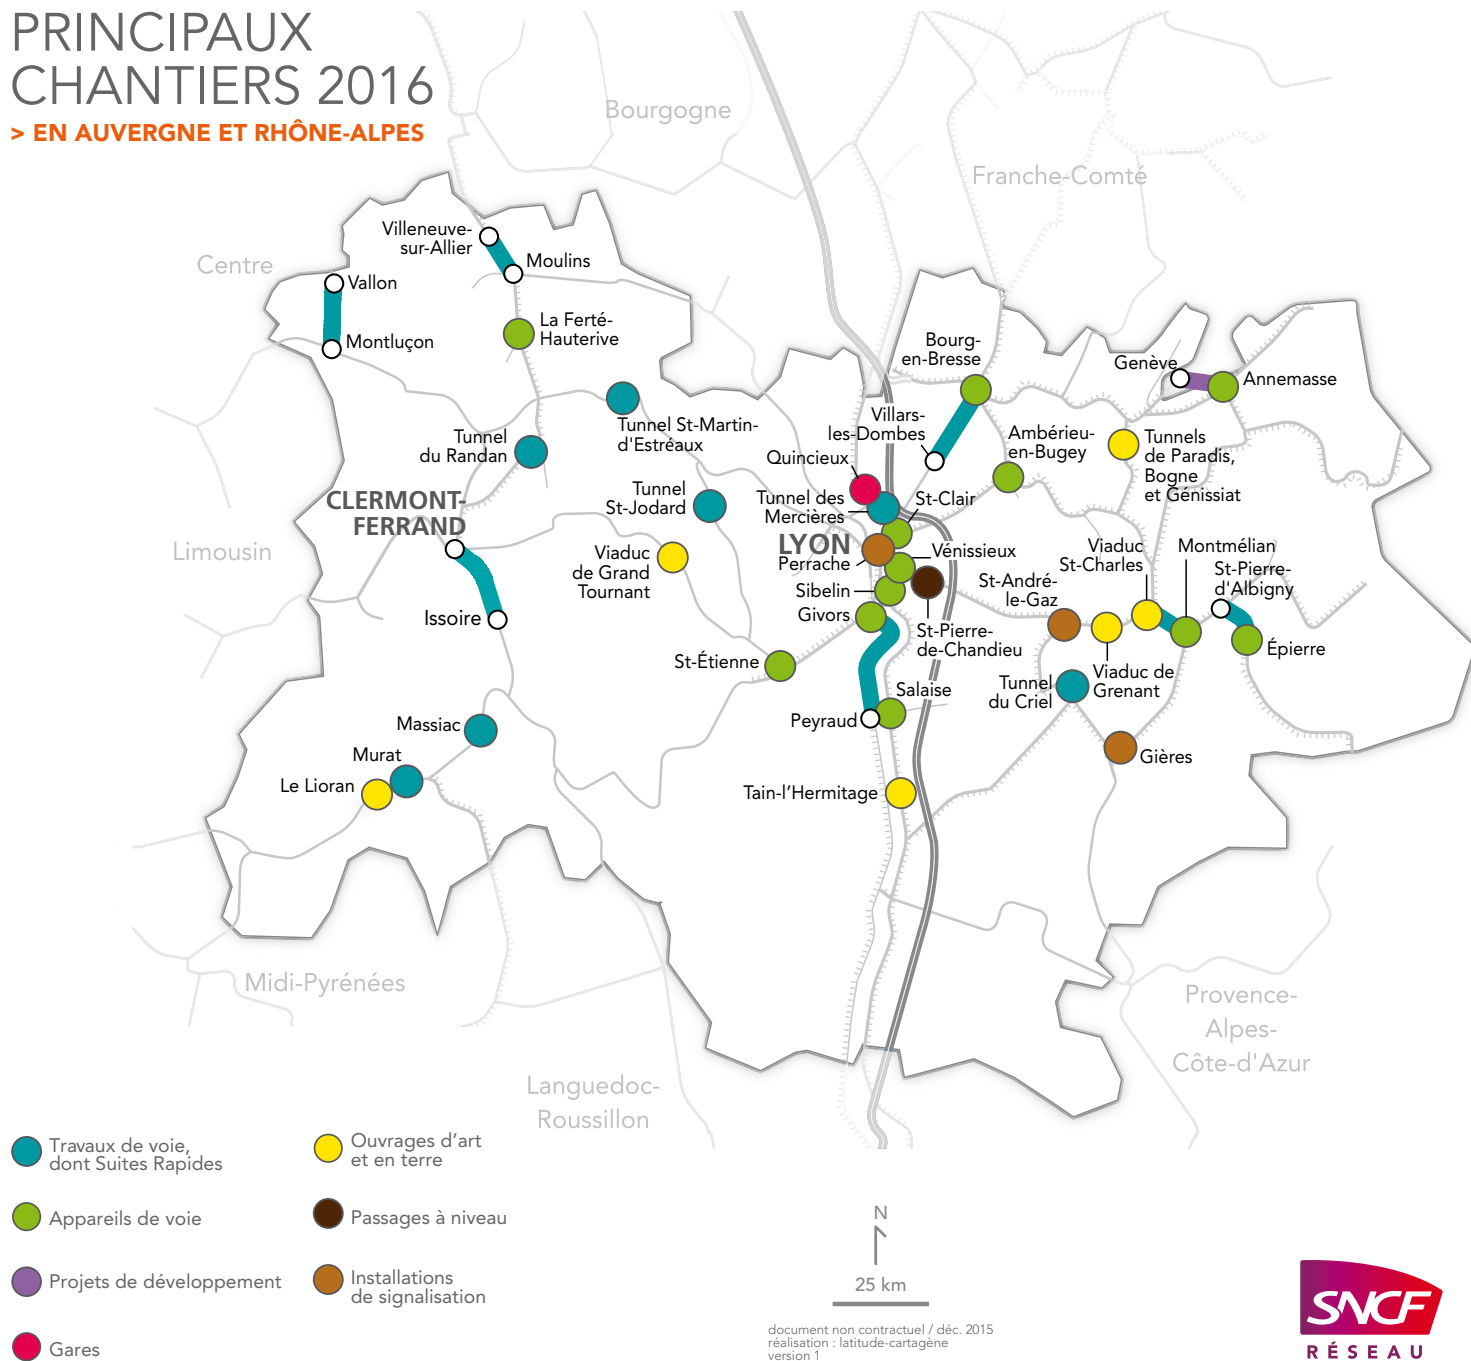 PRINCIPAUX
CHANTIERS 2016
> EN AUVERGNE ET RHÔNE-ALPES
Bourgogne
Franche-Comté
Centre
Villeneuve-
sur-Allier
Moulins
Vallon
Montluçon
La Ferté-
Hauterive
Bourg-
en-Bresse
Genève
Annemasse
Villars-
les-Dombes
Tunnel St-Martin-
d'Estréaux
Tunnel
du Randan
Ambérieu-
en-Bugey
Tunnels
de Paradis,
Bogne
et Génissiat
Quincieux
CLERMONT-
FERRAND
Tunnel
St-Jodard
Tunnel des
Mercières
St-Clair
Limousin
LYON
Perrache
Vénissieux
Viaduc
de Grand
Tournant
Viaduc
St-Charles
Montmélian
St-Pierre-
d'Albigny
St-André-
le-Gaz
Sibelin
Givors
Issoire
St-Pierre-
de-Chandieu
Épierre
St-Étienne
Viaduc de
Grenant
Tunnel
du Criel
Salaise
Peyraud
Massiac
Murat
Le Lioran
Gières
Tain-l'Hermitage
Midi-Pyrénées
Provence-
Alpes-
Côte-d'Azur
Languedoc-
Roussillon
Travaux de voie,
dont Suites Rapides
Appareils de voie
Projets de développement
Gares
Ouvrages d'art
et en terre
Passages à niveau
Installations
de signalisation
N
25 km
document non contractuel / déc. 2015
réalisation : latitude-cartagène
version 1
SNCF
RÉSEAU